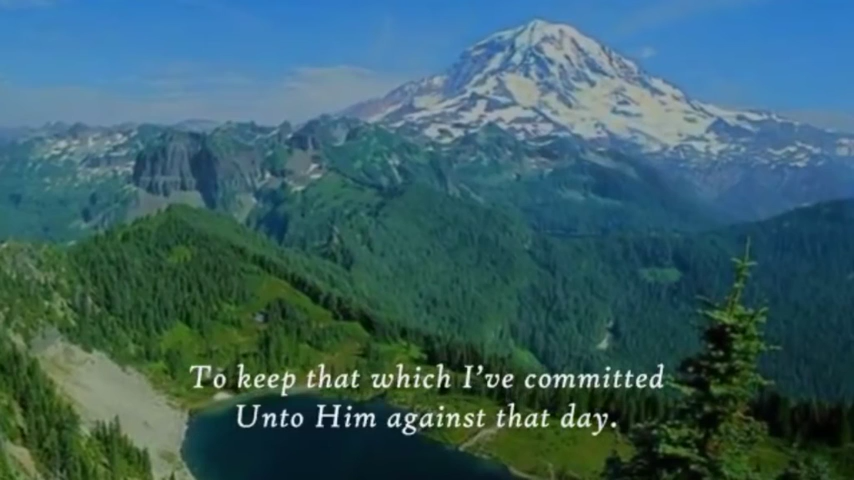 To keep that which I've committed
Unto Him against that day.